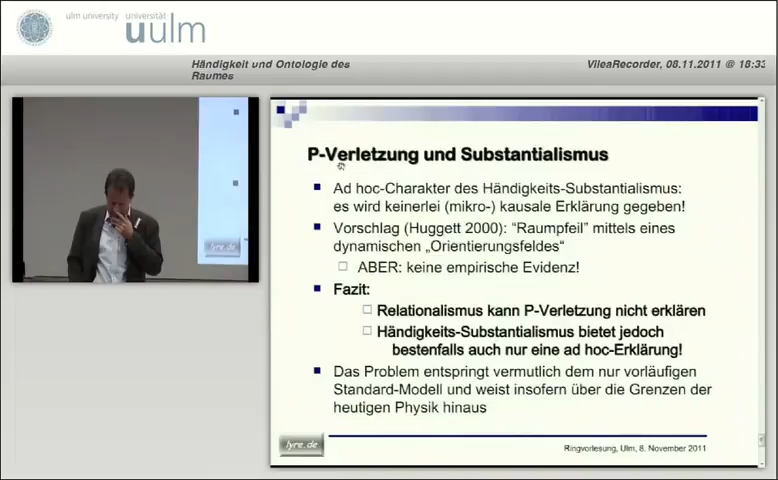 ulm university universität
uulm
Händigkeit und Ontologie des
Raumes
VileaRecorder, 08.11.2011 @ 18:33
P-Verletzung und Substantialismus
Ad hoc-Charakter des Händigkeits-Substantialismus:
es wird keinerlei (mikro-) kausale Erklärung gegeben!
Vorschlag (Huggett 2000): "Raumpfeil" mittels eines
dynamischen „Orientierungsfeldes“
ABER: keine empirische Evidenz!
Fazit:
Relationalismus kann P-Verletzung nicht erklären
Händigkeits-Substantialismus bietet jedoch
bestenfalls auch nur eine ad hoc-Erklärung!
Das Problem entspringt vermutlich dem nur vorläufigen
Standard-Modell und weist insofern über die Grenzen der
heutigen Physik hinaus
lyre.de
lyre.de
Ringvorlesung, Ulm, 8. November 2011